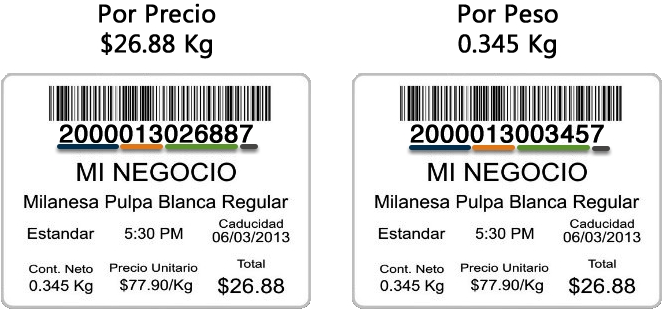 Por Precio
$26.88 Kg
2000013026887
MI NEGOCIO
Milanesa Pulpa Blanca Regular
Estandar 5:30 PM Caducidad 06/03/2013
Cont. Neto Precio Unitario Total
0.345 Kg $77.90/Kg $26.88
Por Peso
0.345 Kg
2000013003457
MI NEGOCIO
Milanesa Pulpa Blanca Regular
Estandar 5:30 PM Caducidad 06/03/2013
Cont. Neto Precio Unitario Total
0.345 Kg $77.90/Kg $26.88